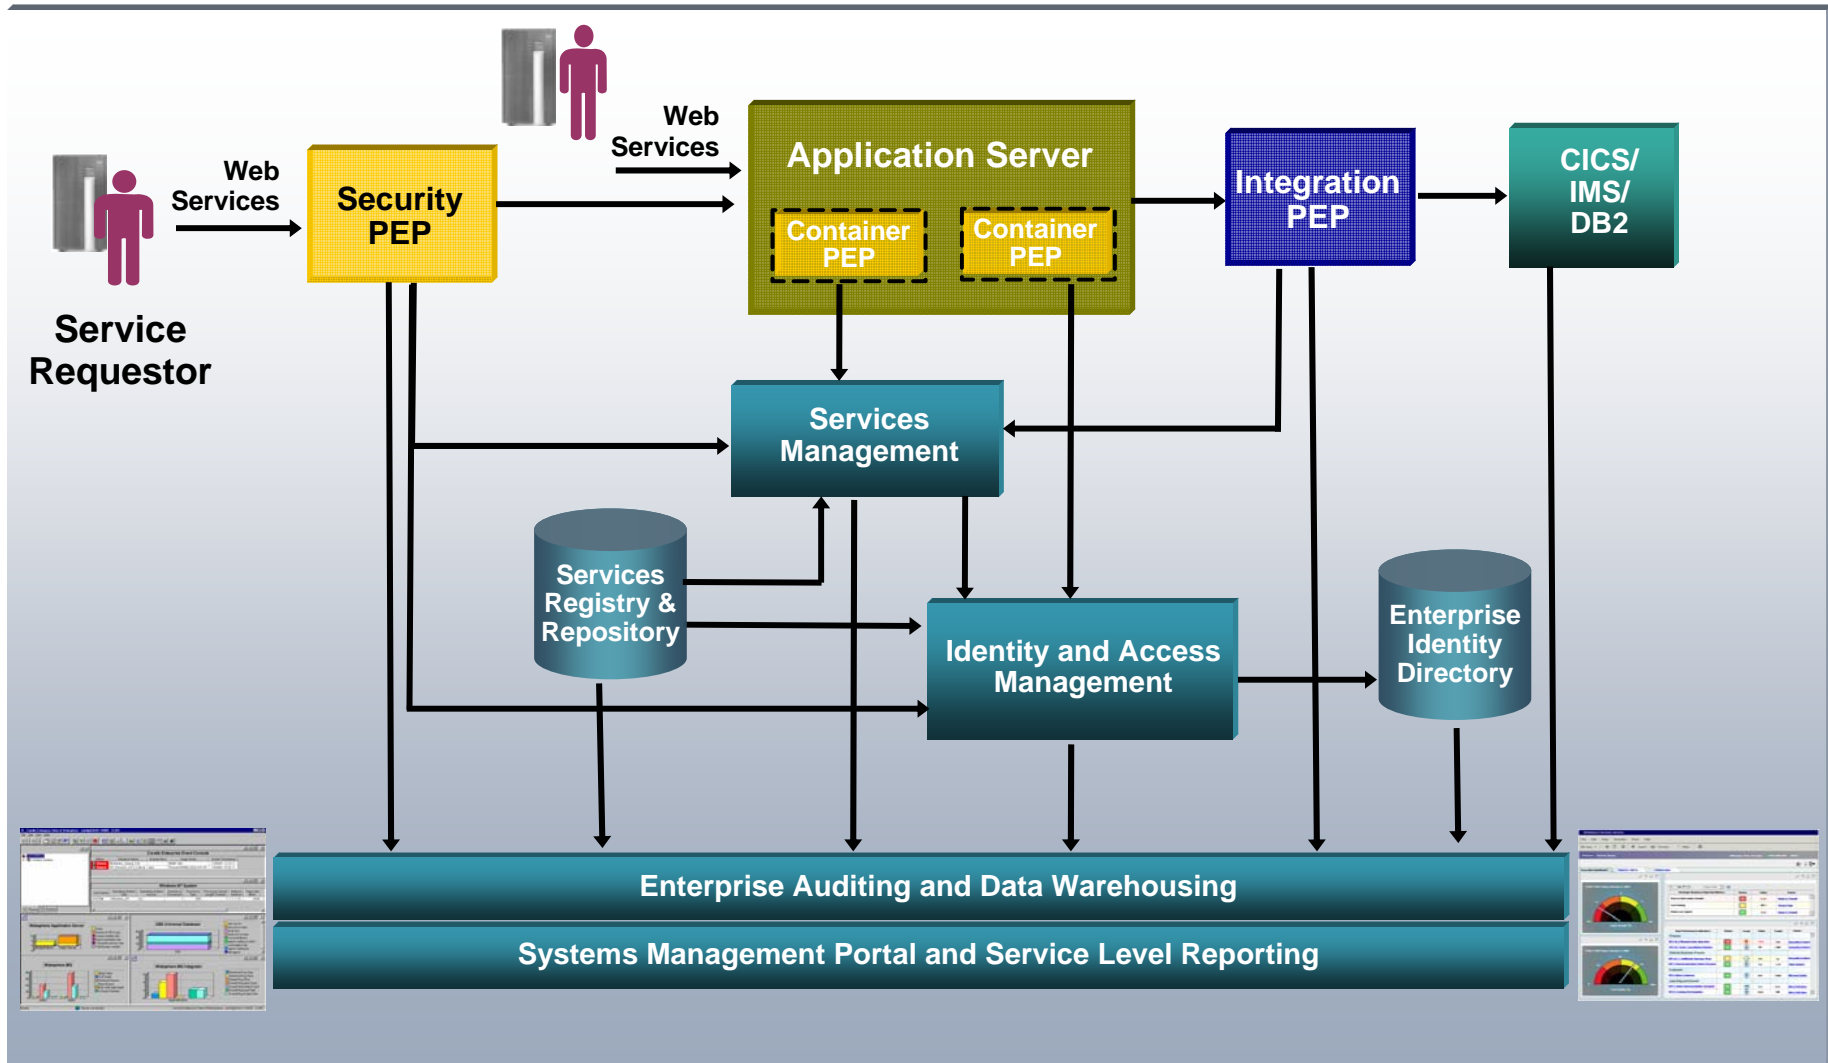 Web
Services
Service
Requestor
Security
PEP
Web
Services
Application Server
Container
PEP
Container
PEP
Integration
PEP
CICS/
IMS/
DB2
Services
Management
Services
Registry &
Repository
Identity and Access
Management
Enterprise
Identity
Directory
Enterprise Auditing and Data Warehousing
Systems Management Portal and Service Level Reporting